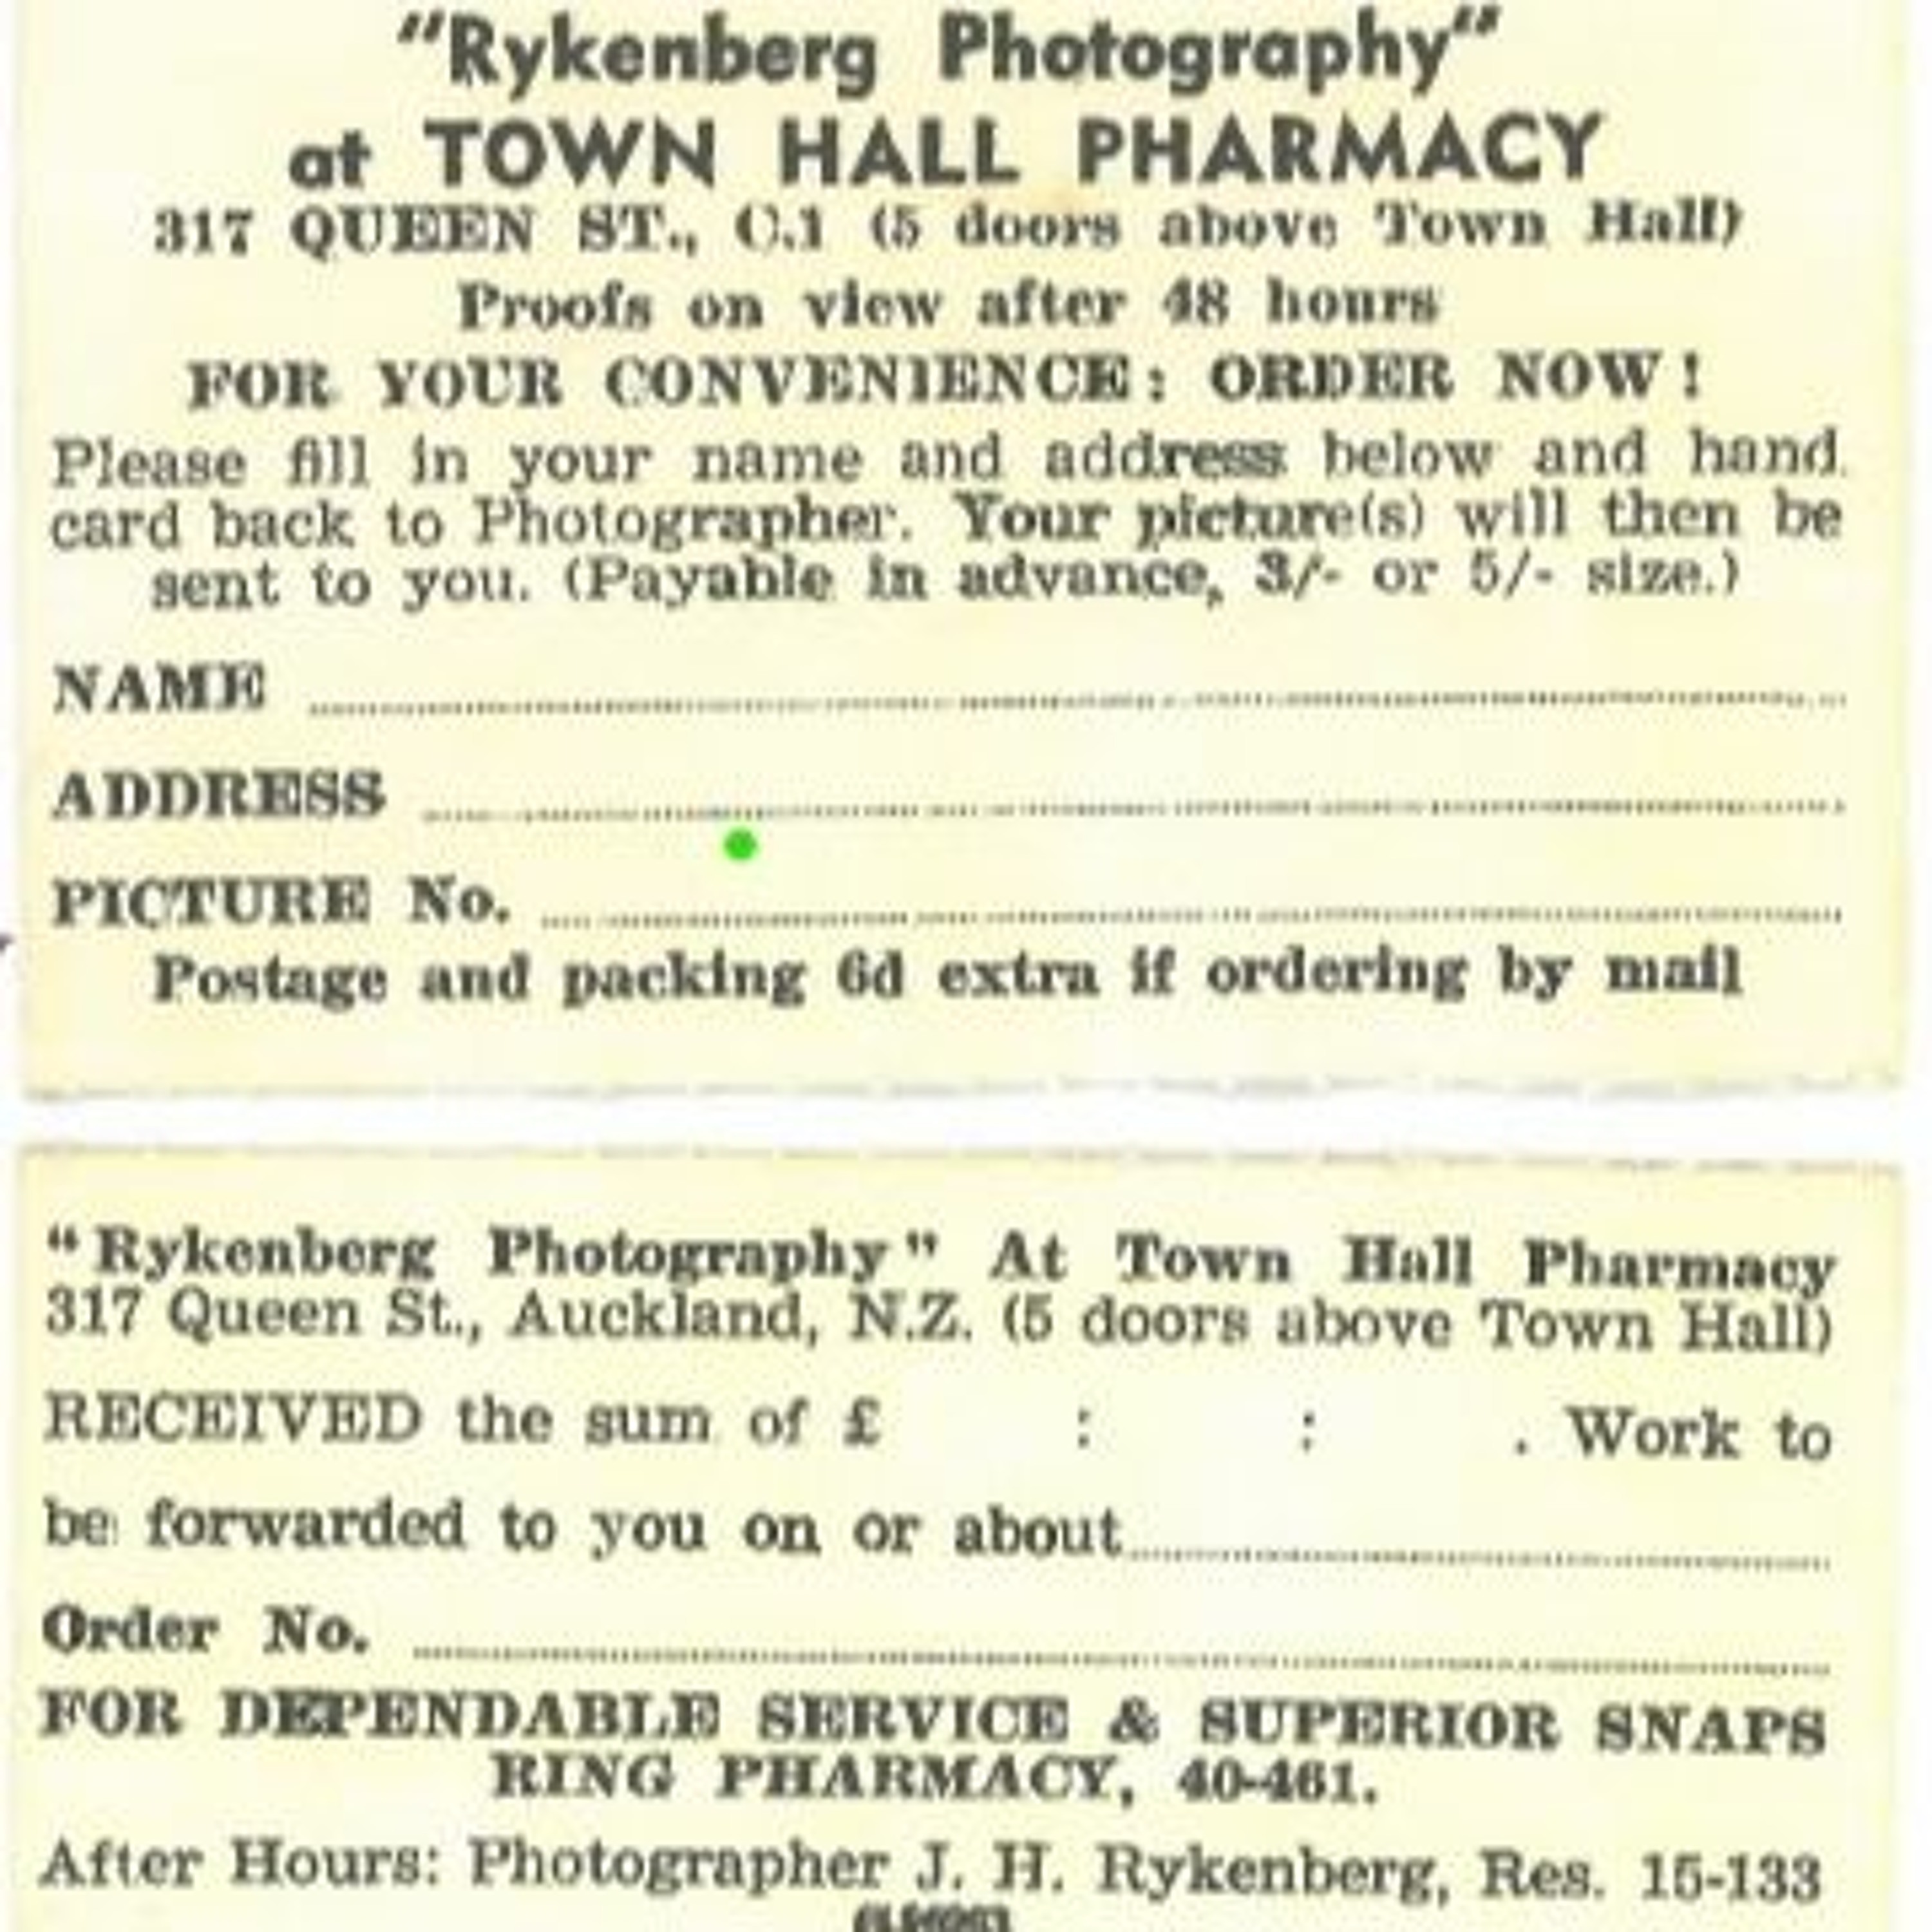 "Rykenberg Photography"
at TOWN HALL PHARMACY
317 QUEEN ST., C.1 (5 doors above Town Hall)
Proofs on view after 48 hours
FOR YOUR CONVENIENCE: ORDER NOW!
Please fill in your name and address below and hand
card back to Photographer. Your picture(s) will then be
sent to you. (Payable in advance, 3/- or 5/- size.)
NAME
ADDRESS
PICTURE No.
Postage and packing 6d extra if ordering by mail
"Rykenberg Photography" At Town Hall Pharmacy
317 Queen St., Auckland, N.Z. (5 doors above Town Hall)
RECEIVED the sum of £ : : . Work to
be forwarded to you on or about
Order No.
FOR DEPENDABLE SERVICE & SUPERIOR SNAPS
RING PHARMACY, 40-461.
After Hours: Photographer J. H. Rykenberg, Res. 15-133